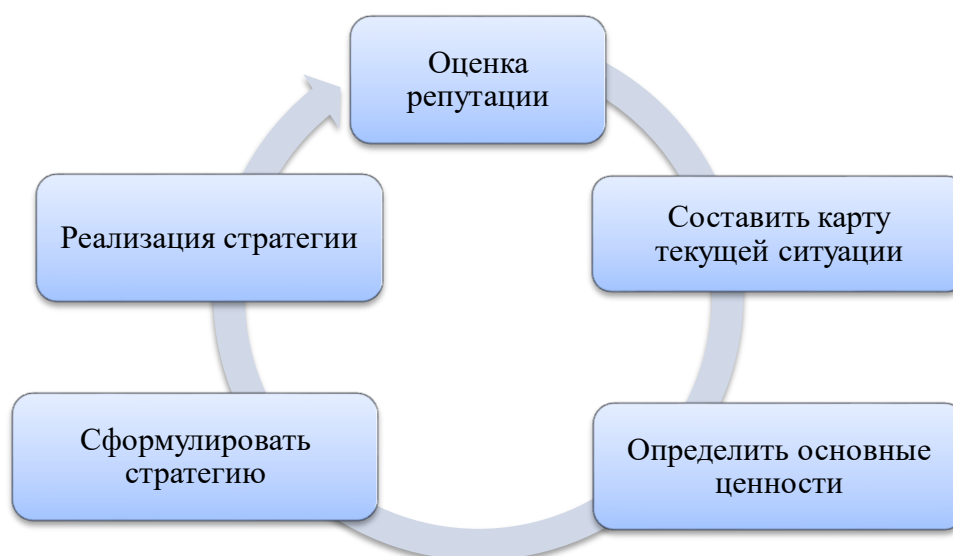 Оценка
репутации
Составить карту
текущей ситуации
Определить основные
ценности
Сформулировать
стратегию
Реализация стратегии